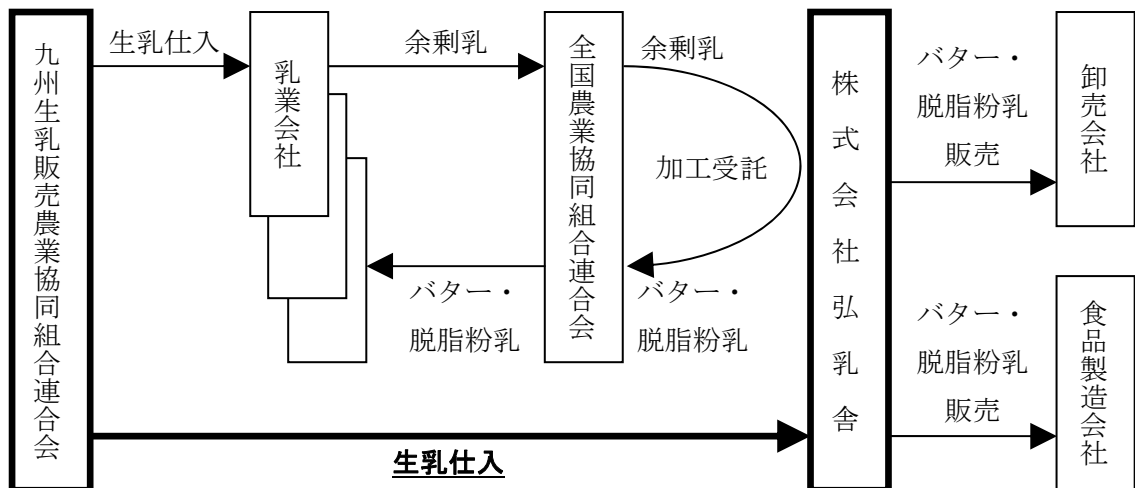 九州生乳販売農業協同組合連合会
生乳仕入
乳業会社
余剰乳
全国農業協同組合連合会
余剰乳
加工受託
バター・
脱脂粉乳
バター・
脱脂粉乳
株式会社弘乳舎
バター・
脱脂粉乳
販売
卸売会社
バター・
脱脂粉乳
販売
食品製造会社
生乳仕入